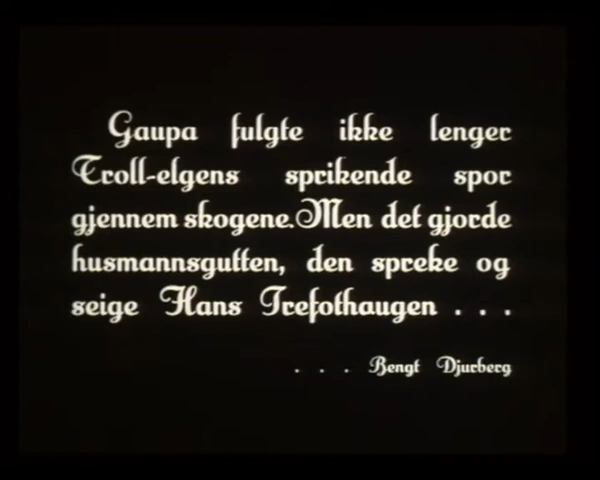 Gaupa fulgte ikke lenger
Troll-elgens sprikende spor
gjennem skogene. Men det gjorde
husmannsgutten, den spreke og
seige Hans Trefothaugen . . .
. . . Bengt Djurberg